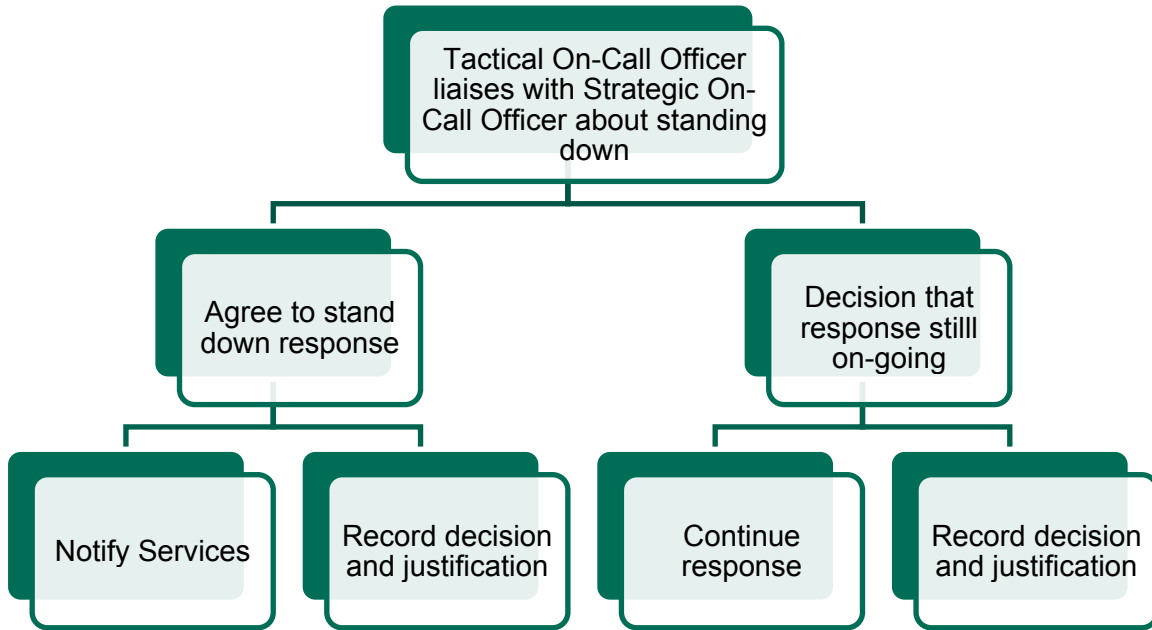 Tactical On-Call Officer
liaises with Strategic On-
Call Officer about standing
down
Agree to stand
down response
Decision that
response stilll
on-going
Notify Services
Record decision
and justification
Continue
response
Record decision
and justification